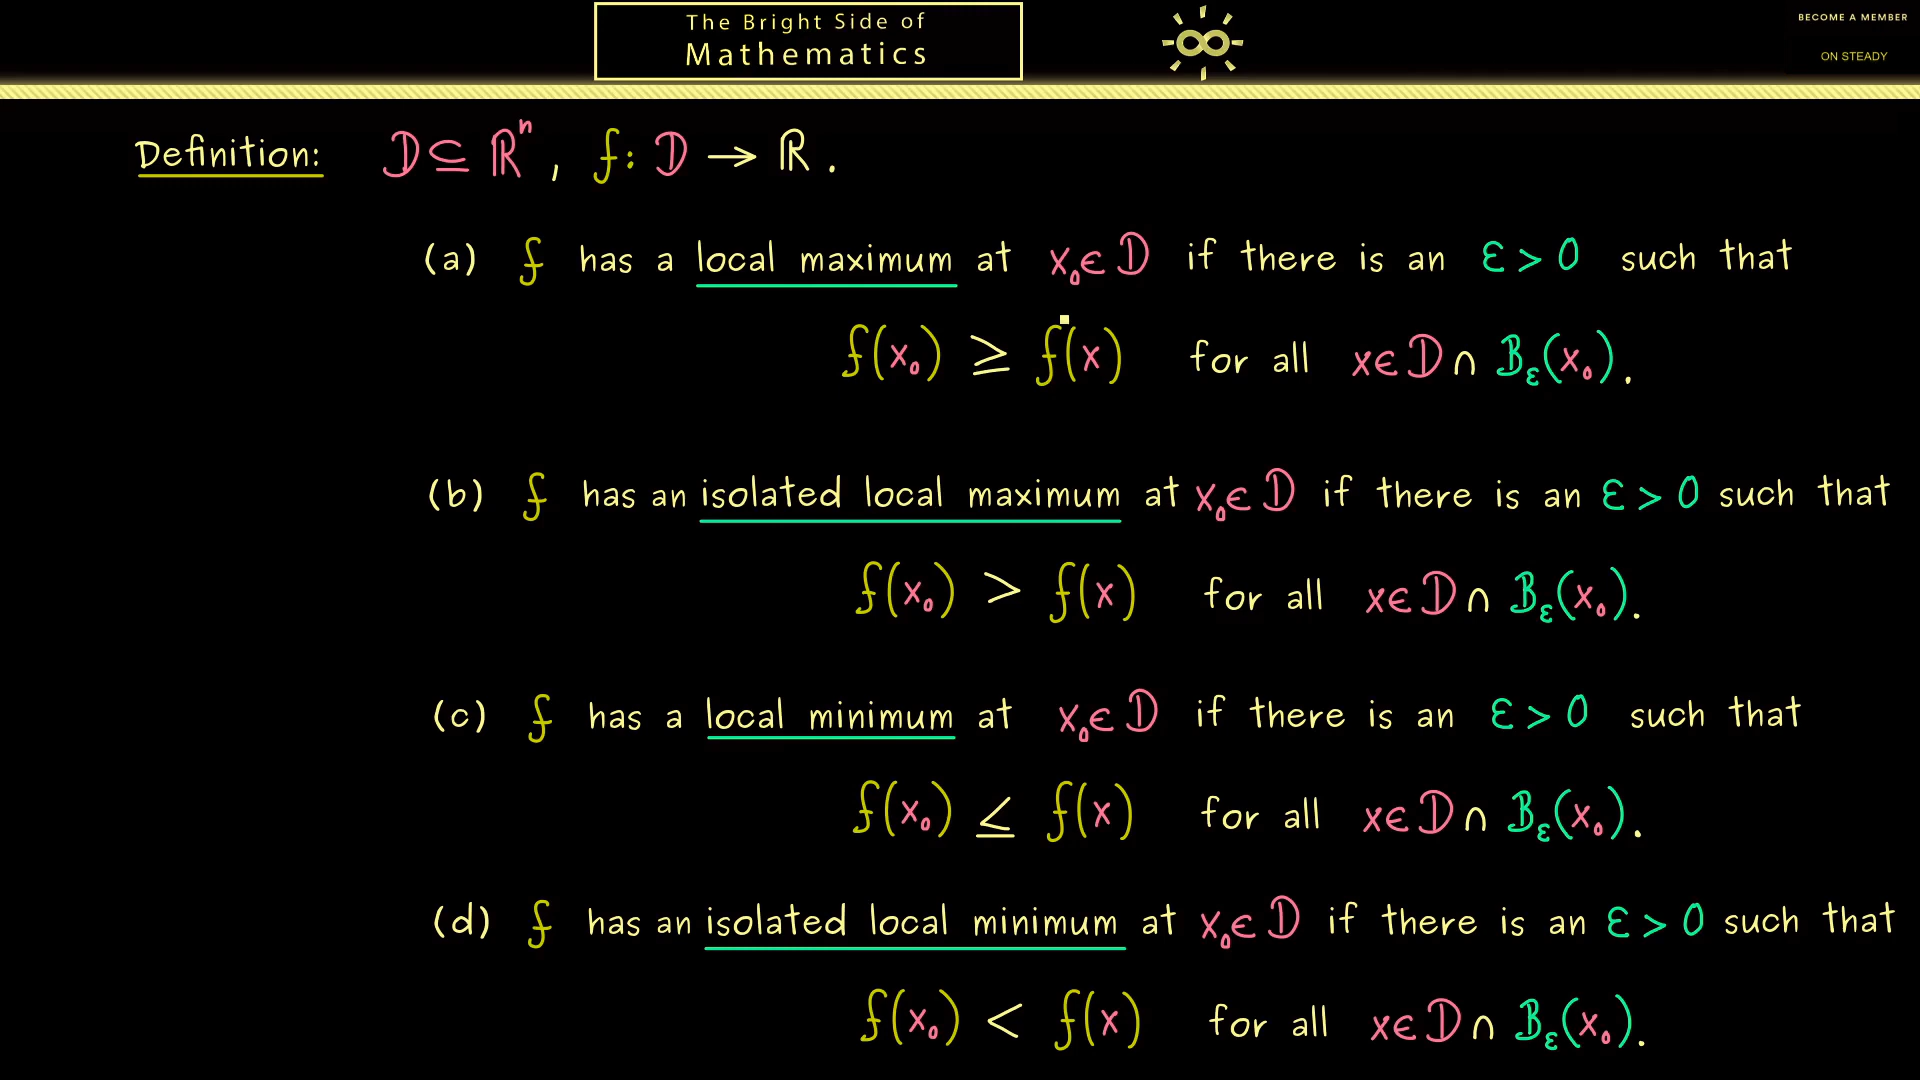 The Bright Side of
Mathematics
BECOME A MEMBER
ON STEADY
Definition: D ⊆ ℝⁿ, f: D → ℝ.
(a) f has a local maximum at x₀∈D if there is an ε > 0 such that
f(x₀) ≥ f(x) for all x∈D∩B_ε(x₀).
(b) f has an isolated local maximum at x₀∈D if there is an ε > 0 such that
f(x₀) > f(x) for all x∈D∩B_ε(x₀).
(c) f has a local minimum at x₀∈D if there is an ε > 0 such that
f(x₀) ≤ f(x) for all x∈D∩B_ε(x₀).
(d) f has an isolated local minimum at x₀∈D if there is an ε > 0 such that
f(x₀) < f(x) for all x∈D∩B_ε(x₀).